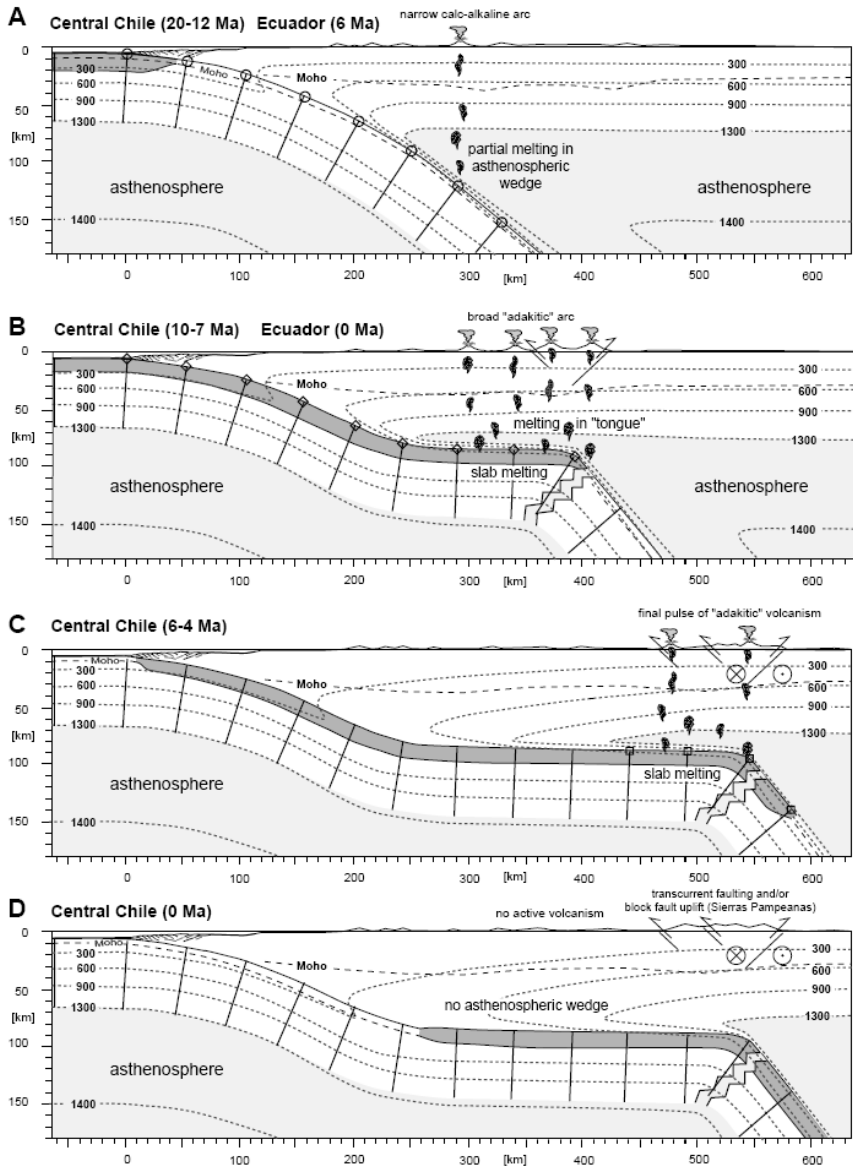 A Central Chile (20-12 Ma) Ecuador (6 Ma)
narrow calc-alkaline arc
0
50
[km]
100
150
300
600
900
1300
Moho
300
600
900
1300
partial melting in
asthenospheric
wedge
asthenosphere
asthenosphere
1400
1400
0 100 200 300 [km] 400 500 600
B Central Chile (10-7 Ma) Ecuador (0 Ma)
broad "adakitic" arc
0
50
[km]
100
150
300
600
900
1300
Moho
300
600
900
1300
melting in "tongue"
slab melting
asthenosphere
asthenosphere
1400
1400
0 100 200 300 [km] 400 500 600
C Central Chile (6-4 Ma)
final pulse of "adakitic" volcanism
0
50
[km]
100
150
Moho
300
600
900
1300
Moho
300
600
900
1300
slab melting
asthenosphere
1400
0 100 200 300 [km] 400 500 600
D Central Chile (0 Ma)
no active volcanism
transcurrent faulting and/or
block fault uplift (Sierras Pampeanas)
0
50
[km]
100
150
Moho
300
600
900
1300
Moho
300
600
900
1300
no asthenospheric wedge
asthenosphere
1400
0 100 200 300 [km] 400 500 600